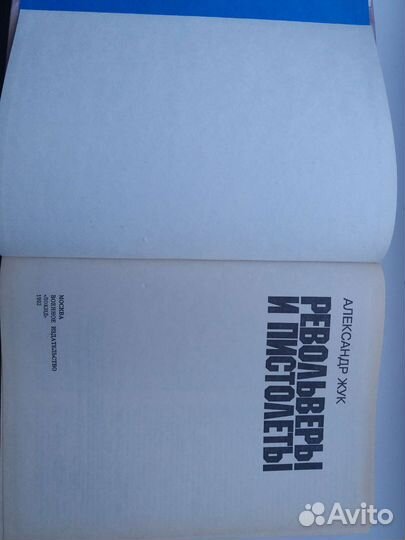 АЛЕКСАНДР ЖУК
РЕВОЛЬВЕРЫ
И ПИСТОЛЕТЫ
МОСКВА
ВОЕННОЕ ИЗДАТЕЛЬСТВО
1992
Avito